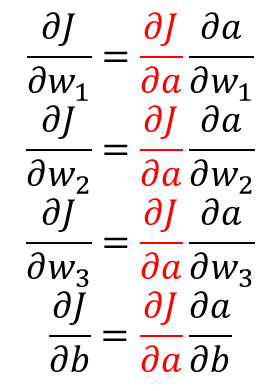 ∂J/∂w₁ = ∂J/∂a ∂a/∂w₁
∂J/∂w₂ = ∂J/∂a ∂a/∂w₂
∂J/∂w₃ = ∂J/∂a ∂a/∂w₃
∂J/∂b = ∂J/∂a ∂a/∂b